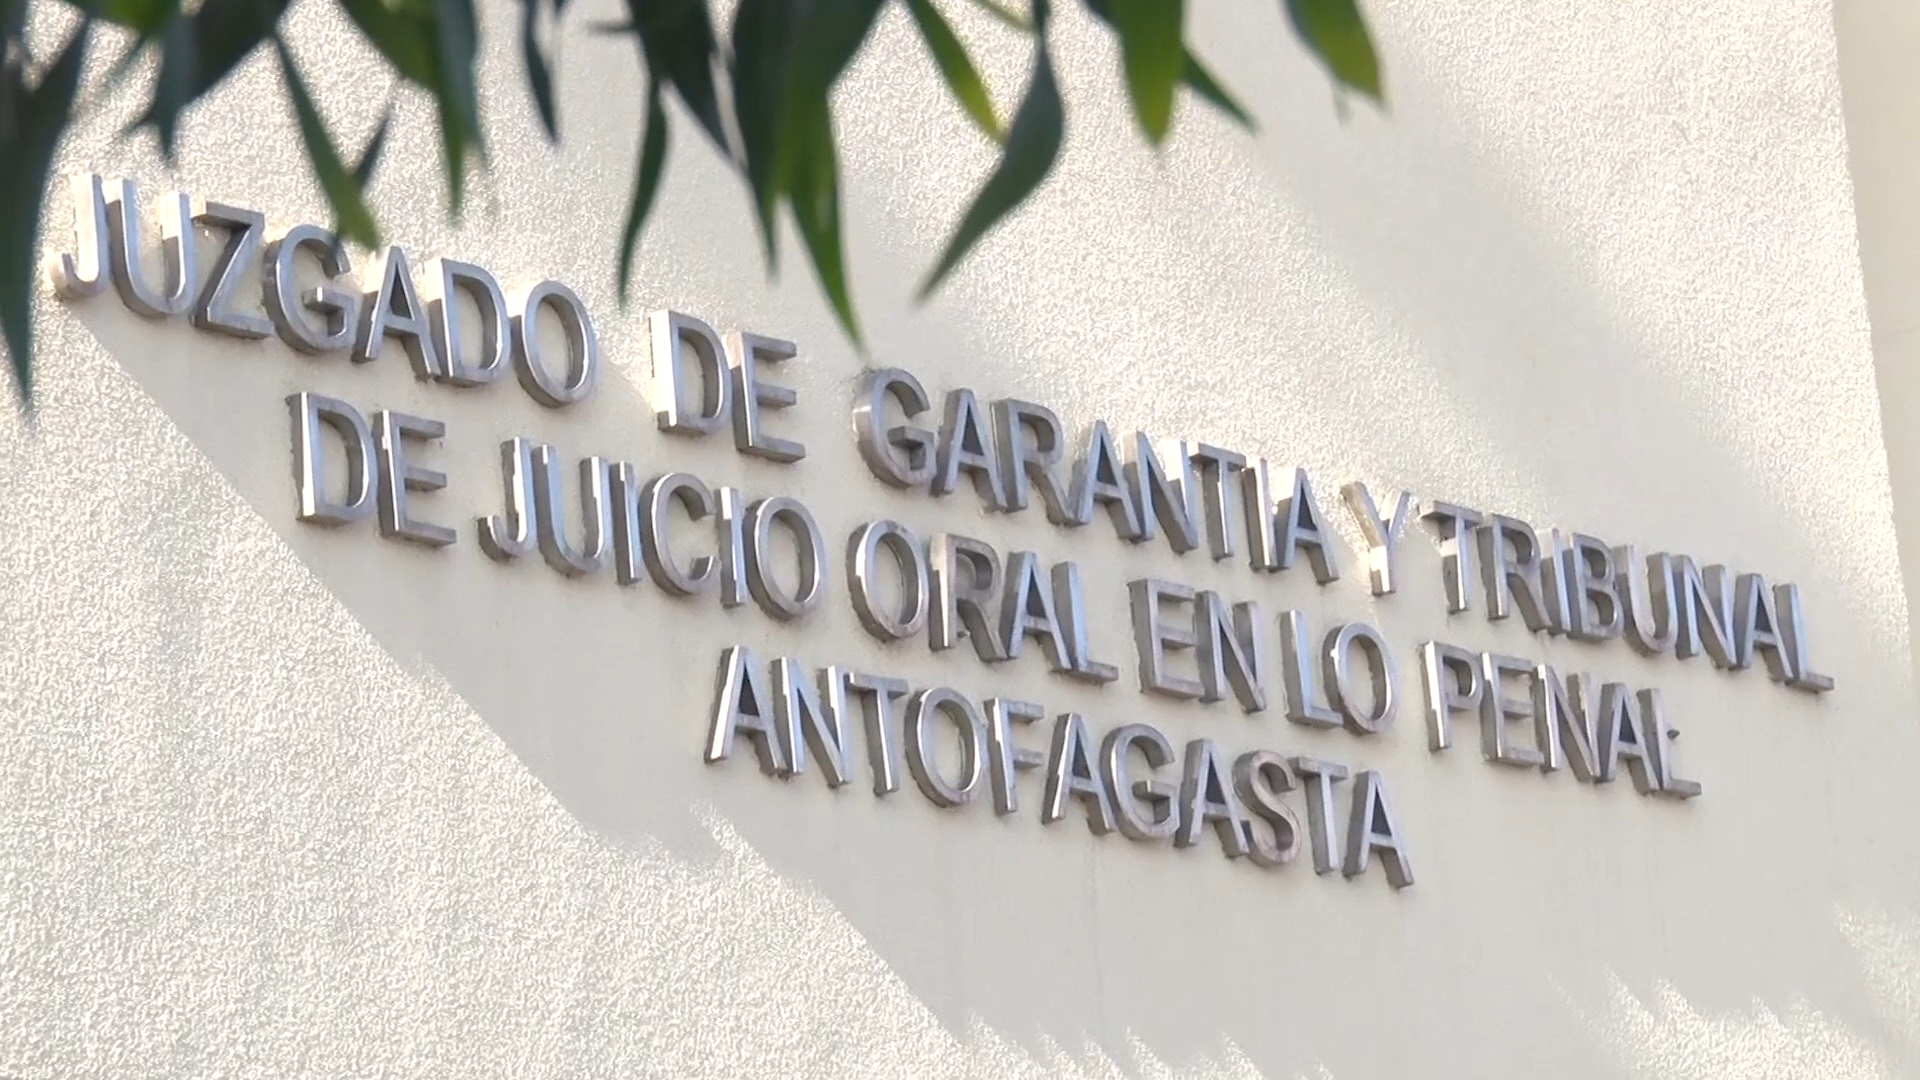 JUZGADO DE GARANTIA Y TRIBUNAL
DE JUICIO ORAL EN LO PENAL
ANTOFAGASTA